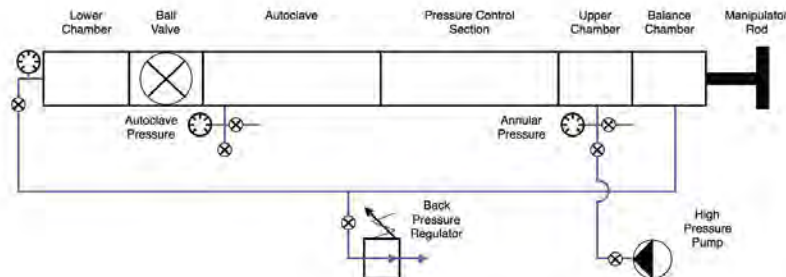 Lower
Chamber
Ball
Valve
Autoclave
Pressure Control
Section
Upper
Chamber
Balance
Chamber
Manipulator
Rod
Autoclave
Pressure
Annular
Pressure
Back
Pressure
Regulator
High
Pressure
Pump